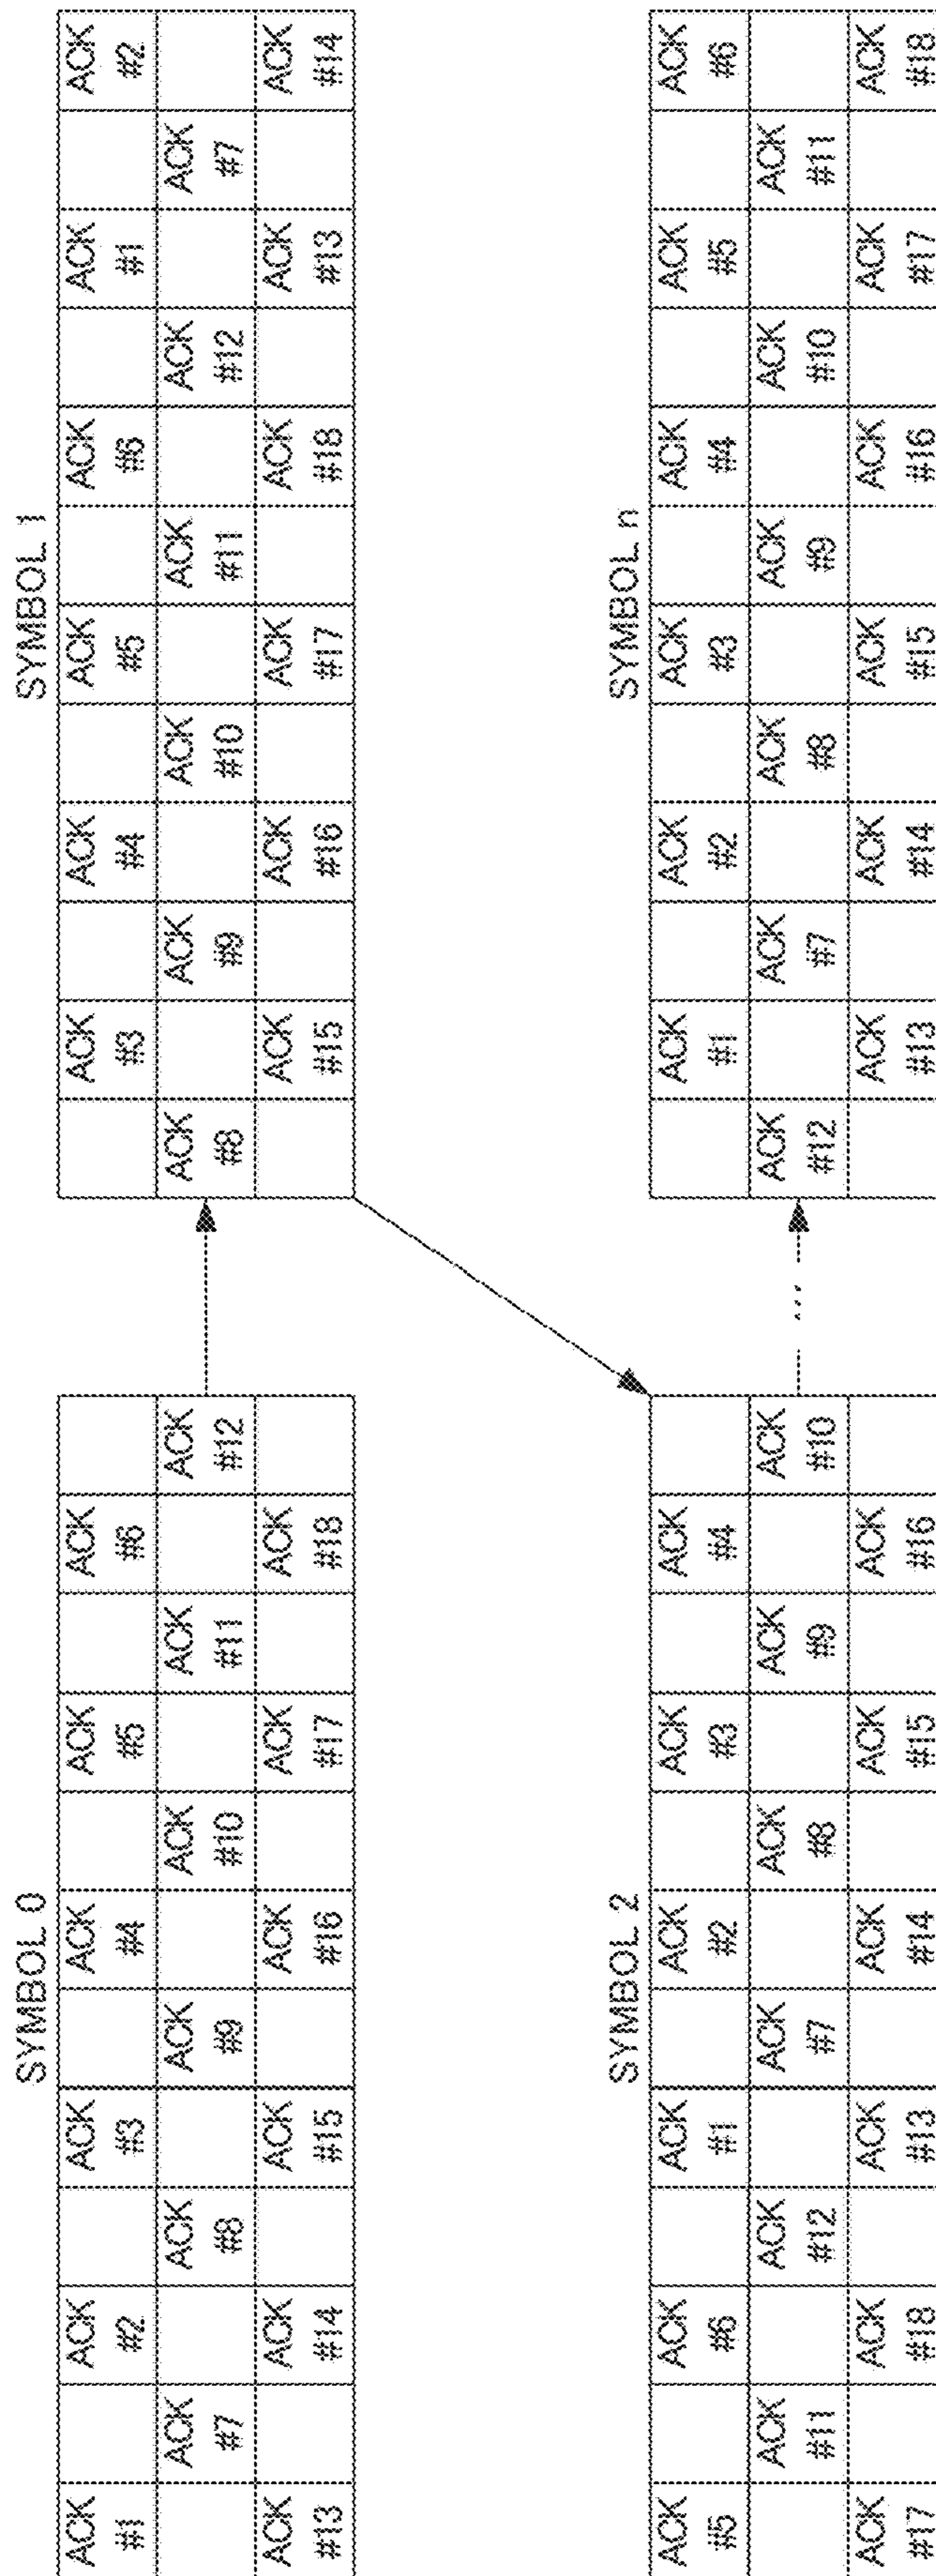 SYMBOL 0
ACK ACK ACK ACK ACK ACK
#1 #2 #3 #4 #5 #6
ACK ACK ACK ACK ACK ACK
#7 #8 #9 #10 #11 #12
ACK ACK ACK ACK ACK ACK
#13 #14 #15 #16 #17 #18
SYMBOL 1
ACK ACK ACK ACK ACK ACK
#3 #4 #5 #6 #1 #2
ACK ACK ACK ACK ACK ACK
#8 #9 #10 #11 #12 #7
ACK ACK ACK ACK ACK ACK
#15 #16 #17 #18 #13 #14
SYMBOL 2
ACK ACK ACK ACK ACK ACK
#5 #6 #1 #2 #3 #4
ACK ACK ACK ACK ACK ACK
#11 #12 #7 #8 #9 #10
ACK ACK ACK ACK ACK ACK
#17 #18 #13 #14 #15 #16
...
SYMBOL n
ACK ACK ACK ACK ACK ACK
#1 #2 #3 #4 #5 #6
ACK ACK ACK ACK ACK ACK
#12 #7 #8 #9 #10 #11
ACK ACK ACK ACK ACK ACK
#13 #14 #15 #16 #17 #18